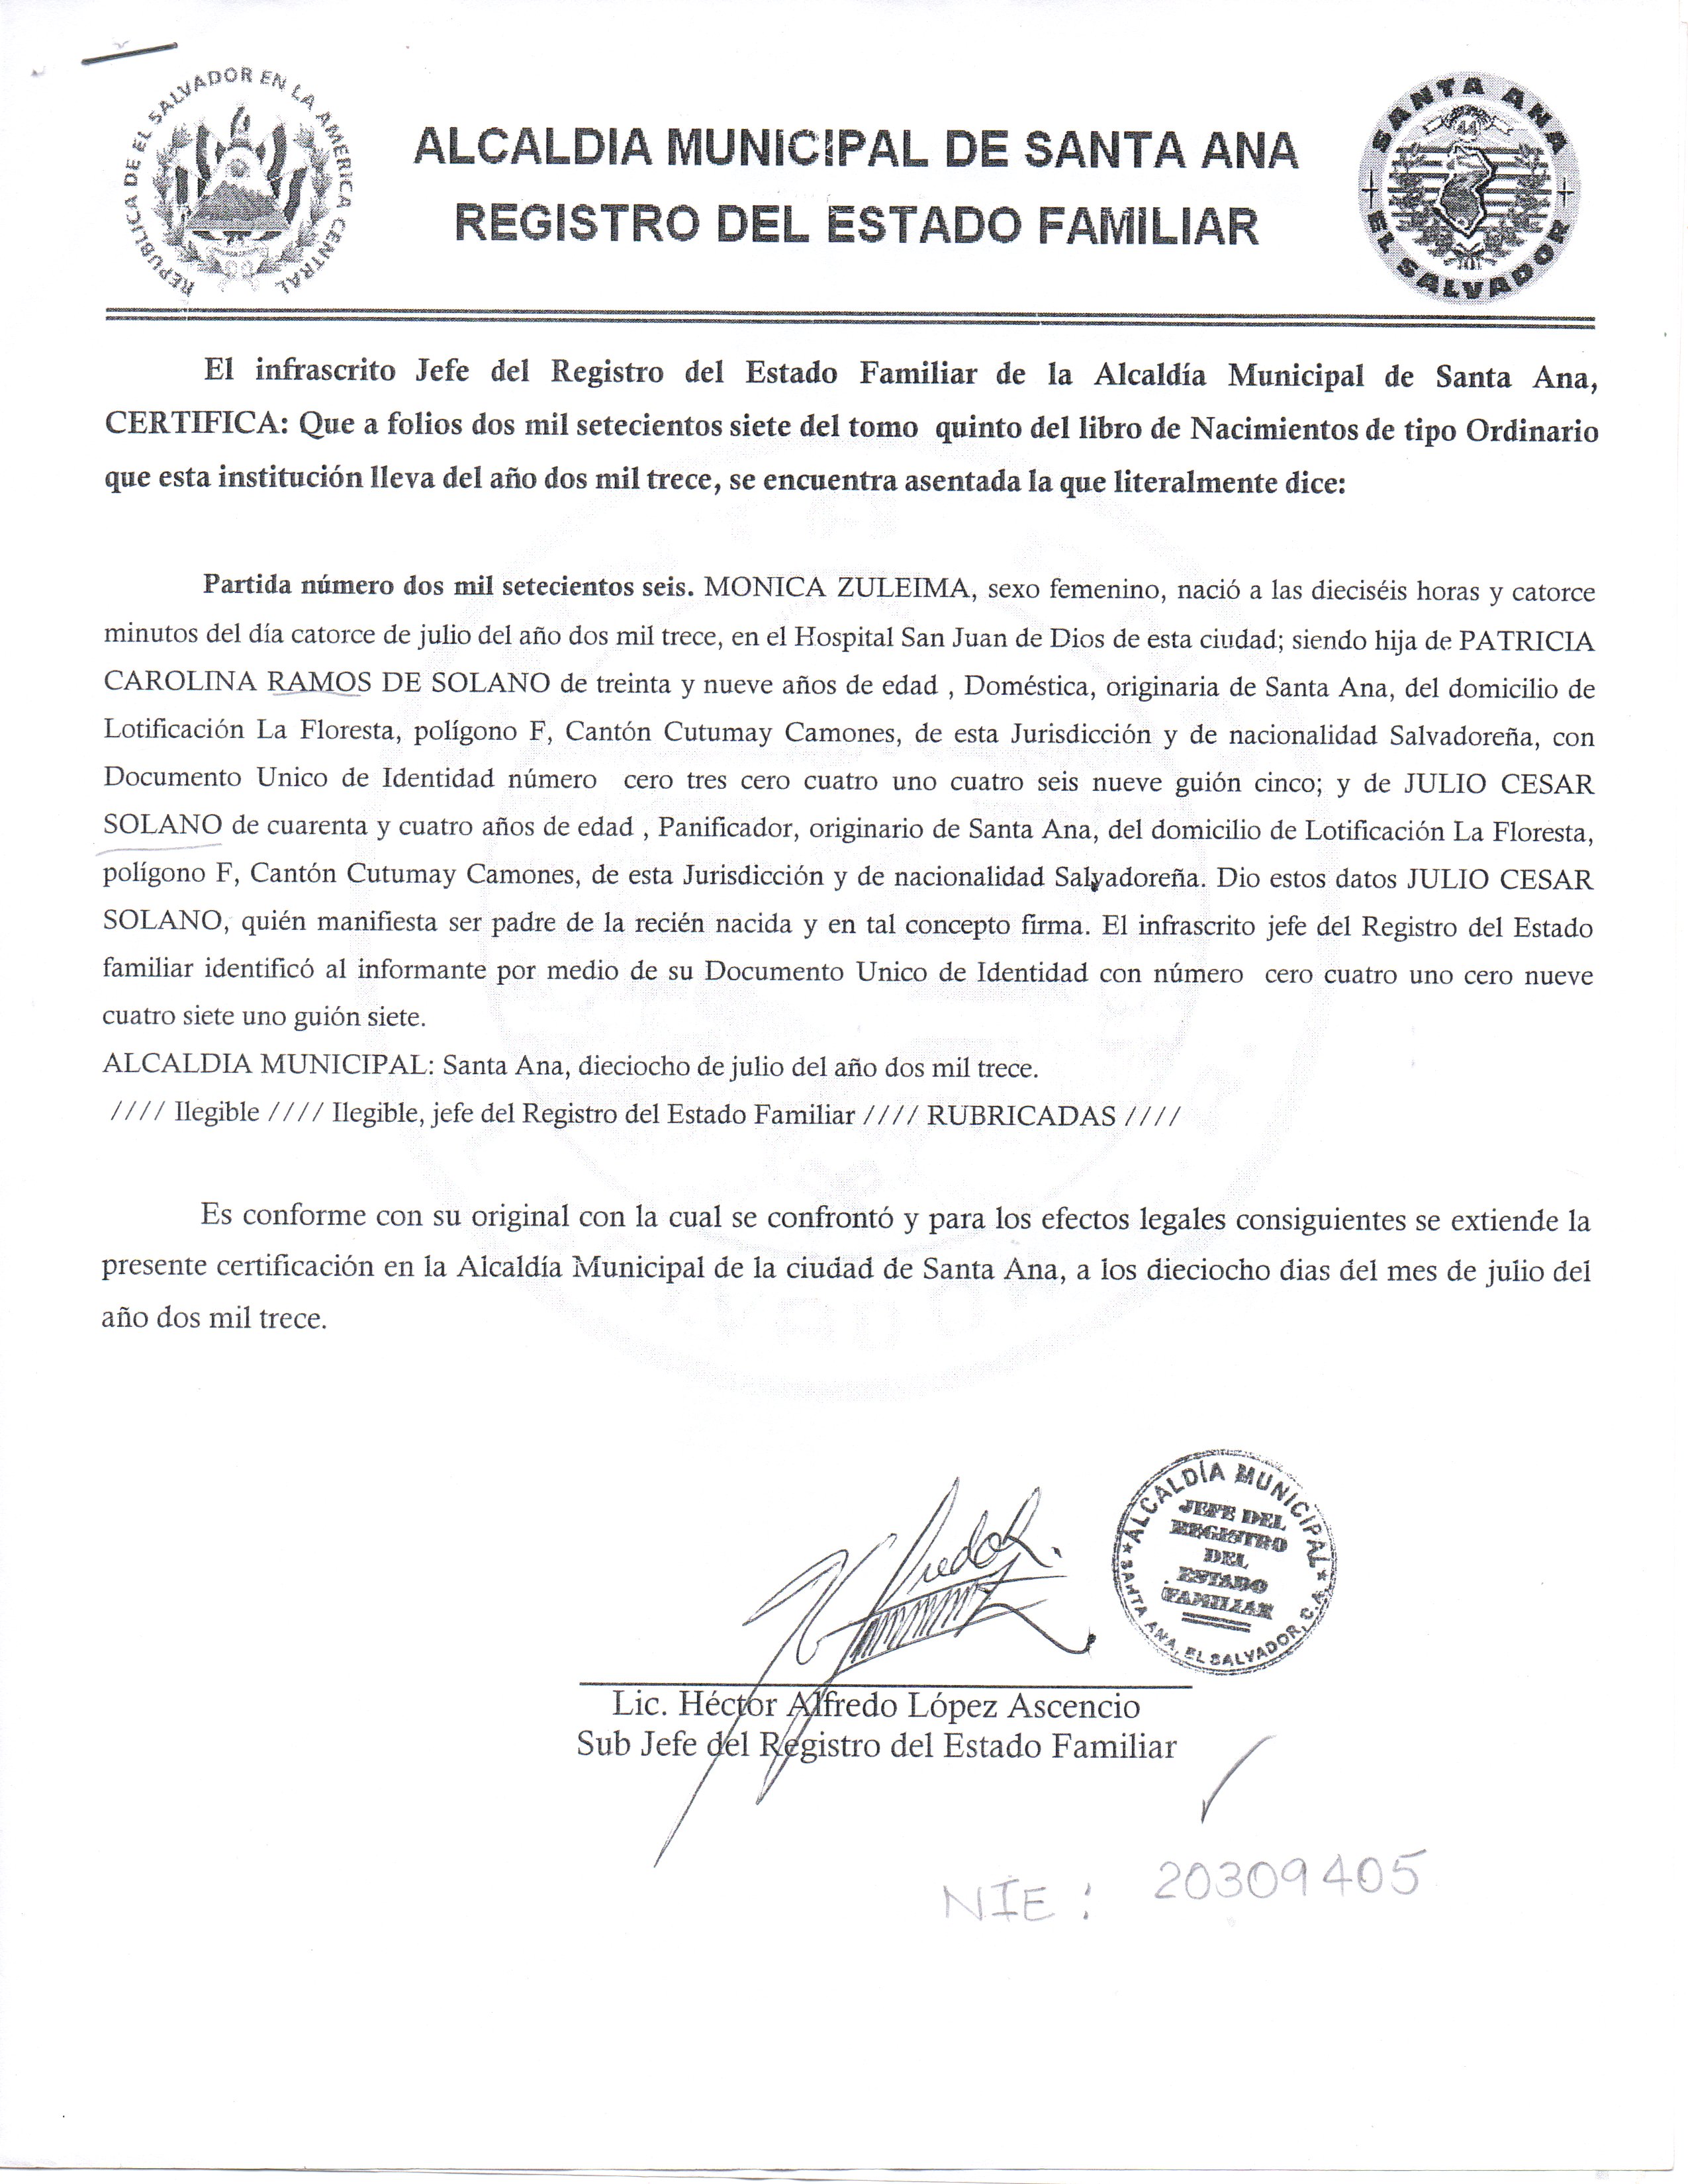 REPUBLICA DE EL SALVADOR EN LA AMERICA CENTRAL
SANTA ANA
44
EL SALVADOR
ALCALDIA MUNICIPAL DE SANTA ANA
REGISTRO DEL ESTADO FAMILIAR
El infrascrito Jefe del Registro del Estado Familiar de la Alcaldía Municipal de Santa Ana,
CERTIFICA: Que a folios dos mil setecientos siete del tomo quinto del libro de Nacimientos de tipo Ordinario
que esta institución lleva del año dos mil trece, se encuentra asentada la que literalmente dice:
Partida número dos mil setecientos seis. MONICA ZULEIMA, sexo femenino, nació a las dieciséis horas y catorce
minutos del día catorce de julio del año dos mil trece, en el Hospital San Juan de Dios de esta ciudad; siendo hija de PATRICIA
CAROLINA RAMOS DE SOLANO de treinta y nueve años de edad , Doméstica, originaria de Santa Ana, del domicilio de
Lotificación La Floresta, polígono F, Cantón Cutumay Camones, de esta Jurisdicción y de nacionalidad Salvadoreña, con
Documento Unico de Identidad número cero tres cero cuatro uno cuatro seis nueve guión cinco; y de JULIO CESAR
SOLANO de cuarenta y cuatro años de edad , Panificador, originario de Santa Ana, del domicilio de Lotificación La Floresta,
polígono F, Cantón Cutumay Camones, de esta Jurisdicción y de nacionalidad Salvadoreña. Dio estos datos JULIO CESAR
SOLANO, quién manifiesta ser padre de la recién nacida y en tal concepto firma. El infrascrito jefe del Registro del Estado
familiar identificó al informante por medio de su Documento Unico de Identidad con número cero cuatro uno cero nueve
cuatro siete uno guión siete.
ALCALDIA MUNICIPAL: Santa Ana, dieciocho de julio del año dos mil trece.
//// Ilegible //// Ilegible, jefe del Registro del Estado Familiar //// RUBRICADAS ////
Es conforme con su original con la cual se confrontó y para los efectos legales consiguientes se extiende la
presente certificación en la Alcaldía Municipal de la ciudad de Santa Ana, a los dieciocho dias del mes de julio del
año dos mil trece.
ALCALDÍA MUNICIPAL
JEFE DEL
REGISTRO
DEL
ESTADO
FAMILIAR
SANTA ANA, EL SALVADOR, C.A.
Lic. Héctor Alfredo López Ascencio
Sub Jefe del Registro del Estado Familiar
NIE : 20309405